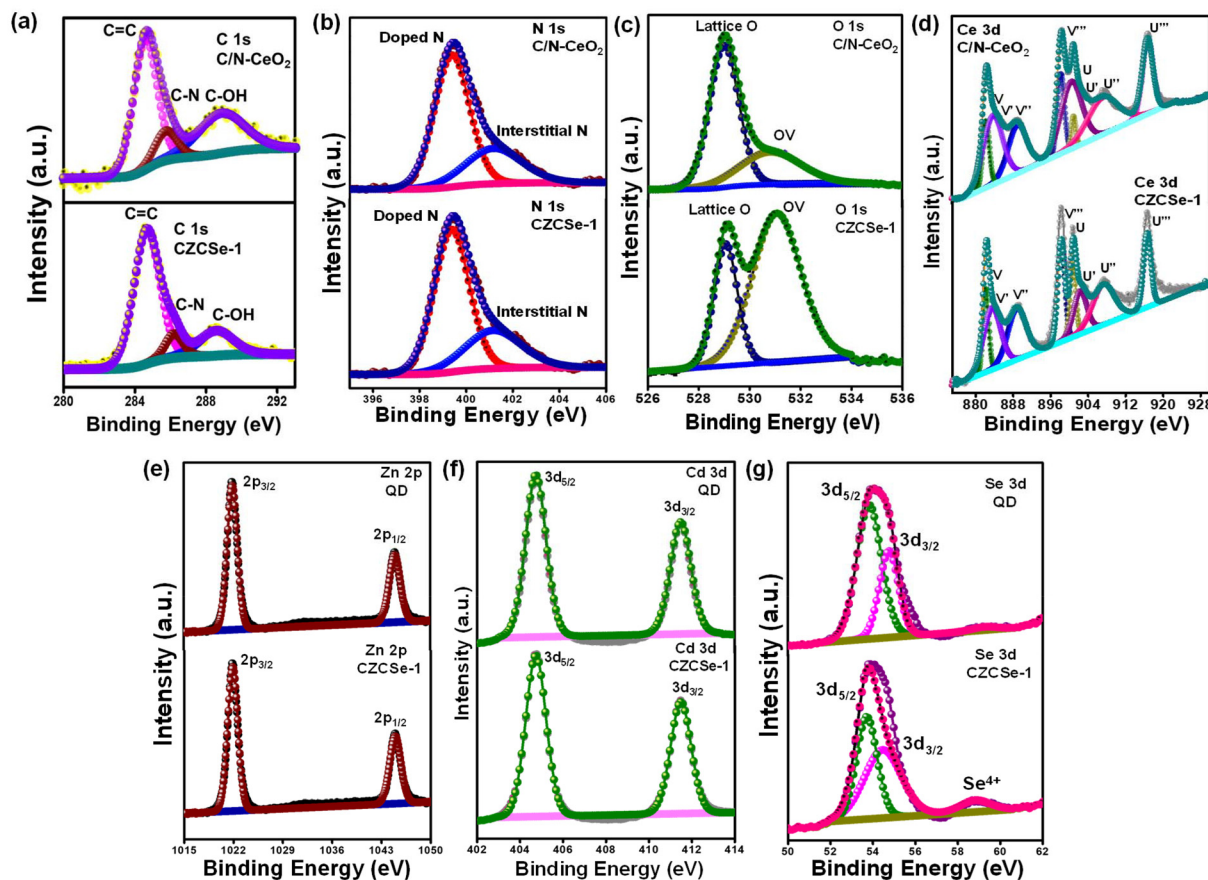 (a)
C=C
C 1s
C/N-CeO₂
C-N
C-OH
C=C
C 1s
CZCSe-1
C-N
C-OH
Intensity (a.u.)
280
284
288
292
Binding Energy (eV)
(b)
Doped N
N 1s
C/N-CeO₂
Interstitial N
Doped N
N 1s
CZCSe-1
Interstitial N
Intensity (a.u.)
396
398
400
402
404
406
Binding Energy (eV)
(c)
Lattice O
O 1s
C/N-CeO₂
OV
Lattice O
OV
O 1s
CZCSe-1
Intensity (a.u.)
526
528
530
532
534
536
Binding Energy (eV)
(d)
Ce 3d
C/N-CeO₂
V'''
U'''
U
V
V'
V''
U'
U''
Ce 3d
CZCSe-1
V'''
U'''
U
V
V'
V''
U'
U''
Intensity (a.u.)
880
888
896
904
912
920
928
Binding Energy (eV)
(e)
2p3/2
Zn 2p
QD
2p1/2
2p3/2
Zn 2p
CZCSe-1
2p1/2
Intensity (a.u.)
1015
1022
1029
1036
1043
1050
Binding Energy (eV)
(f)
3d5/2
Cd 3d
QD
3d3/2
3d5/2
Cd 3d
CZCSe-1
3d3/2
Intensity (a.u.)
402
404
406
408
410
412
414
Binding Energy (eV)
(g)
3d5/2
Se 3d
QD
3d3/2
3d5/2
Se 3d
CZCSe-1
3d3/2
Se⁴⁺
Intensity (a.u.)
50
52
54
56
58
60
62
Binding Energy (eV)